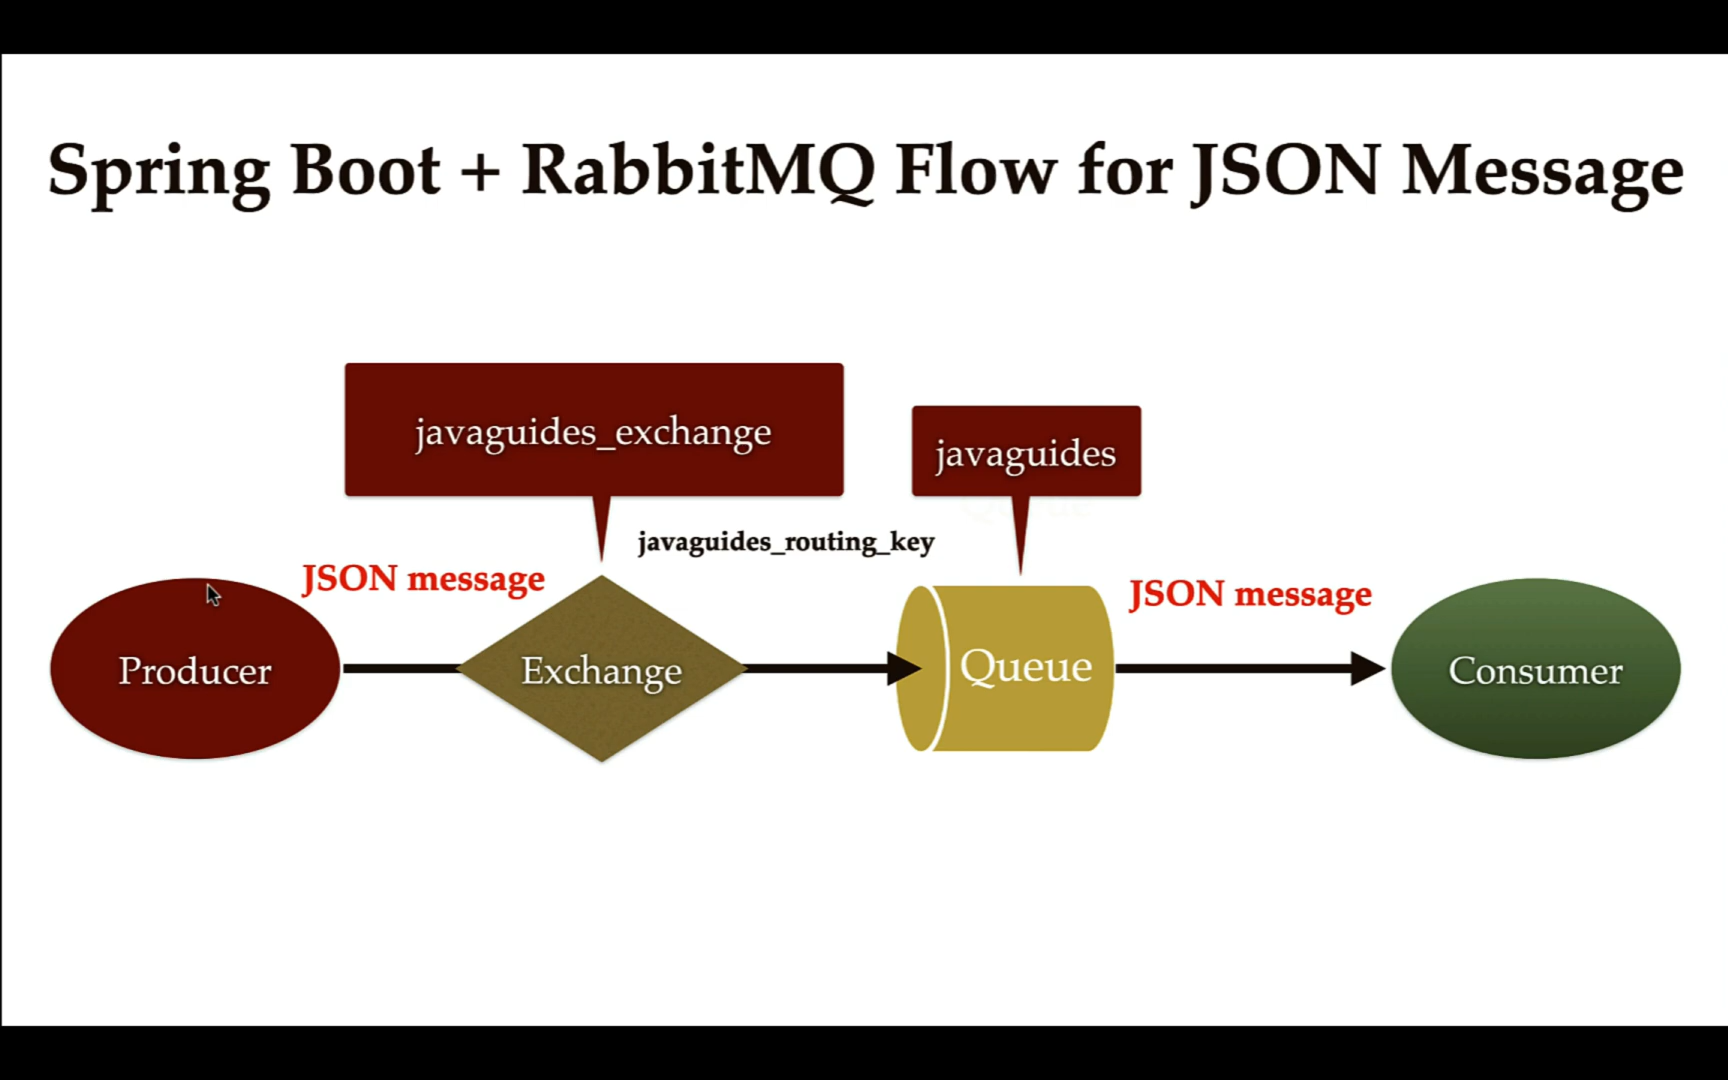 Spring Boot + RabbitMQ Flow for JSON Message
javaguides_exchange
javaguides
javaguides_routing_key
JSON message
JSON message
Producer
Exchange
Queue
Consumer